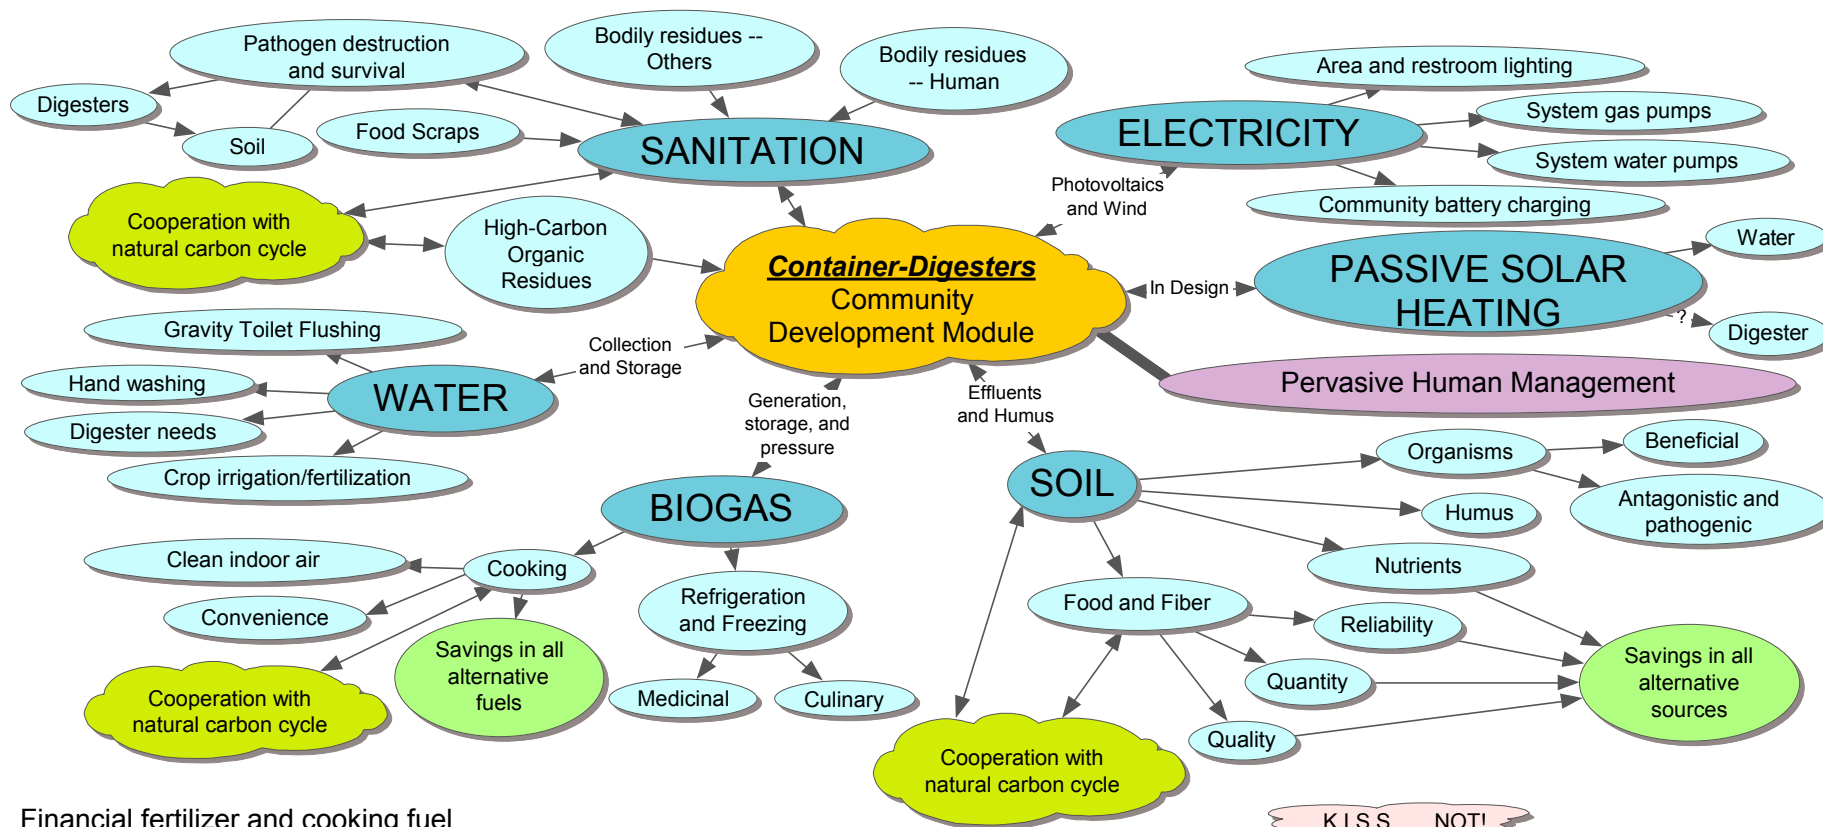 Pathogen destruction
and survival
Bodily residues --
Others
Bodily residues
-- Human
Area and restroom lighting
Digesters
Food Scraps
Soil
SANITATION
ELECTRICITY
System gas pumps
System water pumps
Photovoltaics
and Wind
Community battery charging
Cooperation with
natural carbon cycle
High-Carbon
Organic
Residues
Container-Digesters
Community
Development Module
In Design
PASSIVE SOLAR
HEATING
Water
?
Digester
Gravity Toilet Flushing
Collection
and Storage
Hand washing
WATER
Digester needs
Crop irrigation/fertilization
Generation,
storage, and
pressure
Effluents
and Humus
Pervasive Human Management
BIOGAS
SOIL
Organisms
Beneficial
Antagonistic and
pathogenic
Humus
Nutrients
Clean indoor air
Cooking
Convenience
Refrigeration
and Freezing
Food and Fiber
Reliability
Savings in all
alternative
fuels
Cooperation with
natural carbon cycle
Medicinal
Culinary
Quantity
Savings in all
alternative
sources
Quality
Cooperation with
natural carbon cycle
Financial fertilizer and cooking fuel
K.I.S.S. ... NOT!